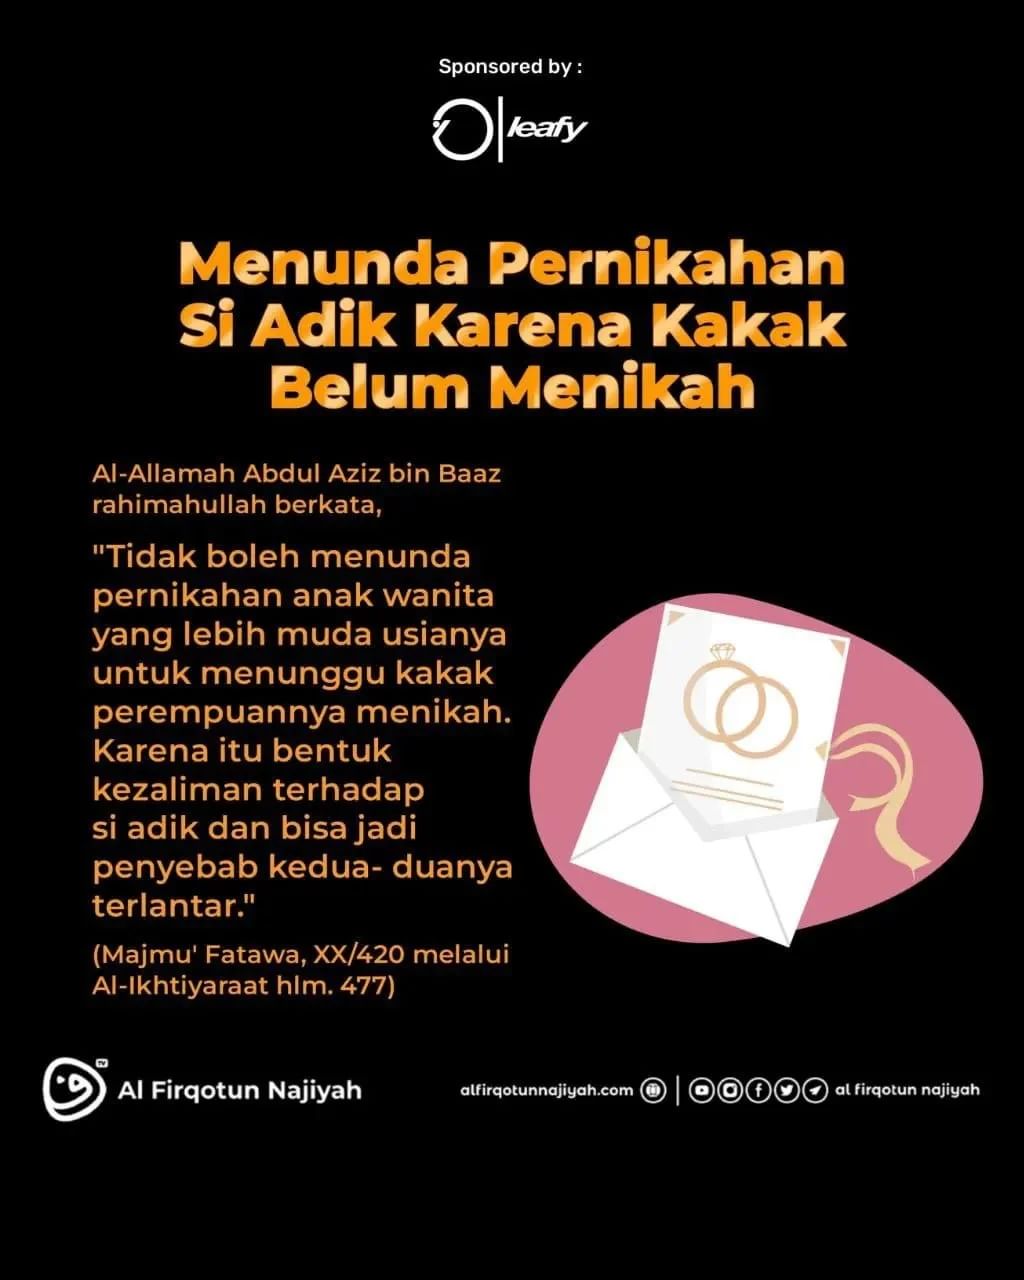 Sponsored by :
leafy
Menunda Pernikahan
Si Adik Karena Kakak
Belum Menikah
Al-Allamah Abdul Aziz bin Baaz
rahimahullah berkata,
"Tidak boleh menunda
pernikahan anak wanita
yang lebih muda usianya
untuk menunggu kakak
perempuannya menikah.
Karena itu bentuk
kezaliman terhadap
si adik dan bisa jadi
penyebab kedua- duanya
terlantar."
(Majmu' Fatawa, XX/420 melalui
Al-Ikhtiyaraat hlm. 477)
TV
Al Firqotun Najiyah
alfirqotunnajiyah.com
al firqotun najiyah